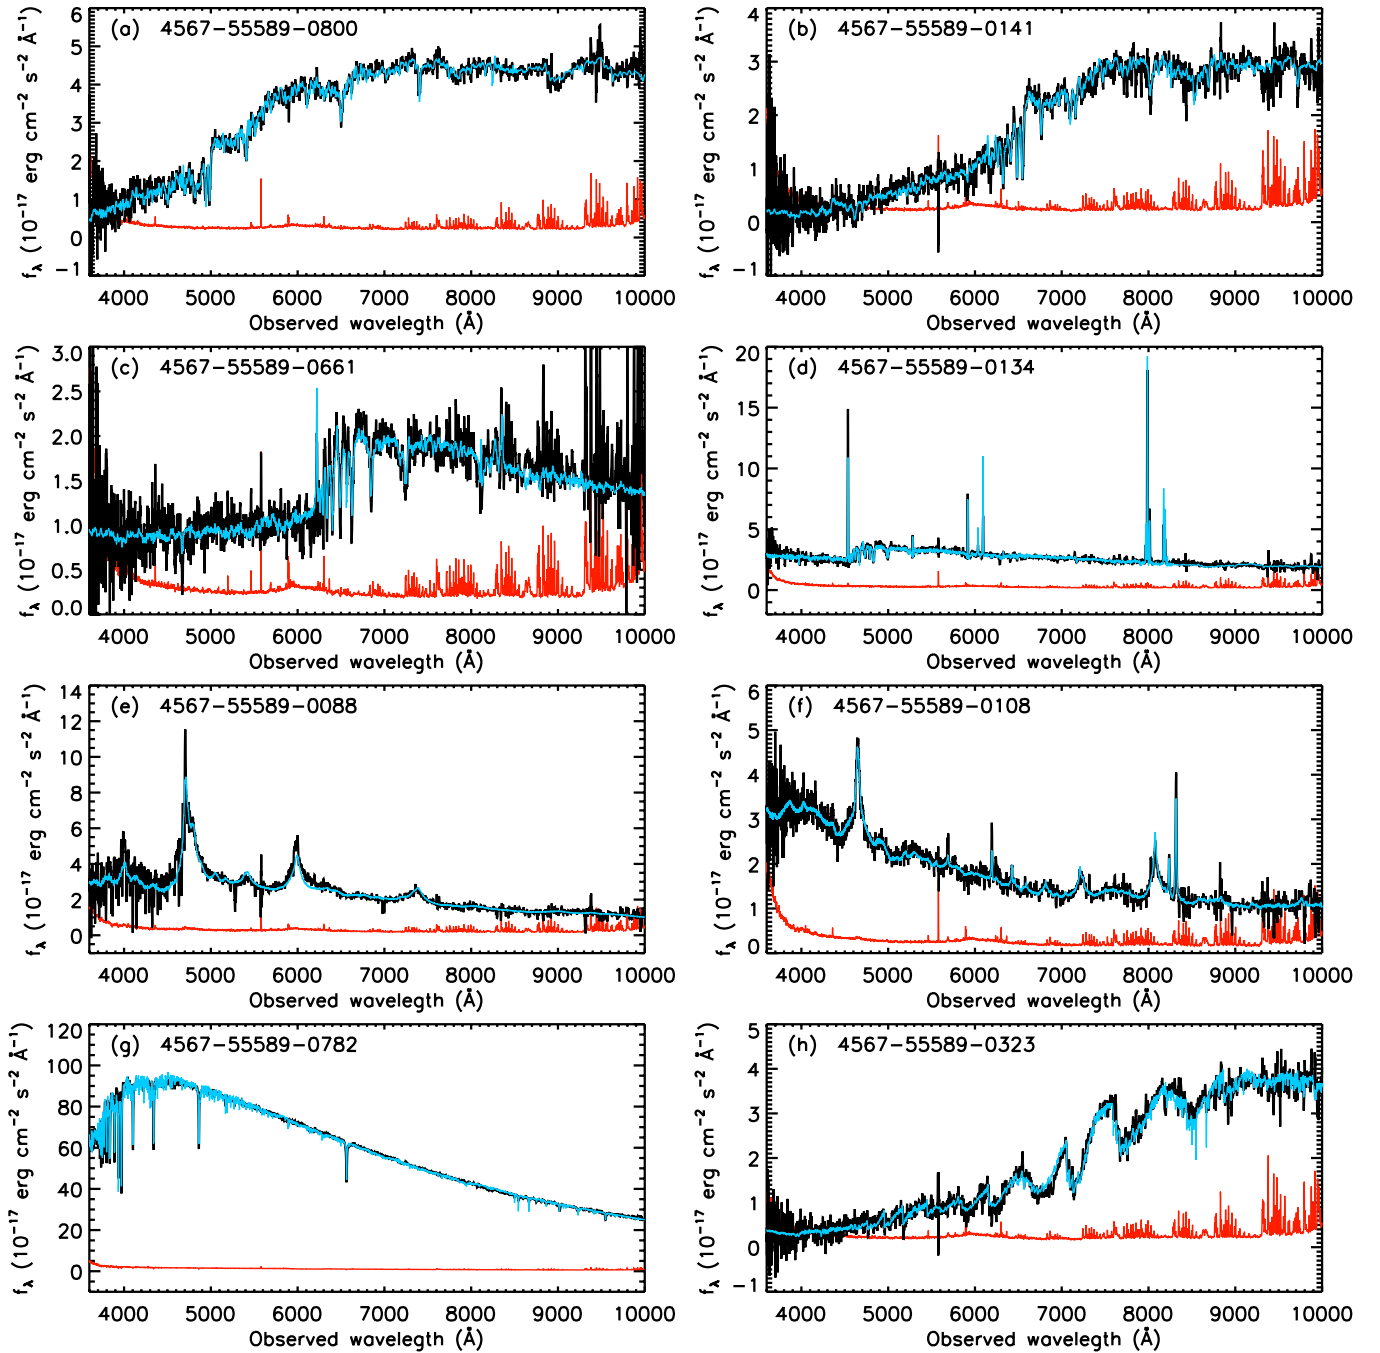 (a) 4567-55589-0800
f_λ (10⁻¹⁷ erg cm⁻² s⁻² Å⁻¹)
6
5
4
3
2
1
0
−1
4000 5000 6000 7000 8000 9000 10000
Observed wavelegth (Å)
(b) 4567-55589-0141
f_λ (10⁻¹⁷ erg cm⁻² s⁻² Å⁻¹)
4
3
2
1
0
−1
4000 5000 6000 7000 8000 9000 10000
Observed wavelegth (Å)
(c) 4567-55589-0661
f_λ (10⁻¹⁷ erg cm⁻² s⁻² Å⁻¹)
3.0
2.5
2.0
1.5
1.0
0.5
0.0
4000 5000 6000 7000 8000 9000 10000
Observed wavelegth (Å)
(d) 4567-55589-0134
f_λ (10⁻¹⁷ erg cm⁻² s⁻² Å⁻¹)
20
15
10
5
0
4000 5000 6000 7000 8000 9000 10000
Observed wavelegth (Å)
(e) 4567-55589-0088
f_λ (10⁻¹⁷ erg cm⁻² s⁻² Å⁻¹)
14
12
10
8
6
4
2
0
4000 5000 6000 7000 8000 9000 10000
Observed wavelegth (Å)
(f) 4567-55589-0108
f_λ (10⁻¹⁷ erg cm⁻² s⁻² Å⁻¹)
6
5
4
3
2
1
0
4000 5000 6000 7000 8000 9000 10000
Observed wavelegth (Å)
(g) 4567-55589-0782
f_λ (10⁻¹⁷ erg cm⁻² s⁻² Å⁻¹)
120
100
80
60
40
20
0
4000 5000 6000 7000 8000 9000 10000
Observed wavelegth (Å)
(h) 4567-55589-0323
f_λ (10⁻¹⁷ erg cm⁻² s⁻² Å⁻¹)
5
4
3
2
1
0
−1
4000 5000 6000 7000 8000 9000 10000
Observed wavelegth (Å)